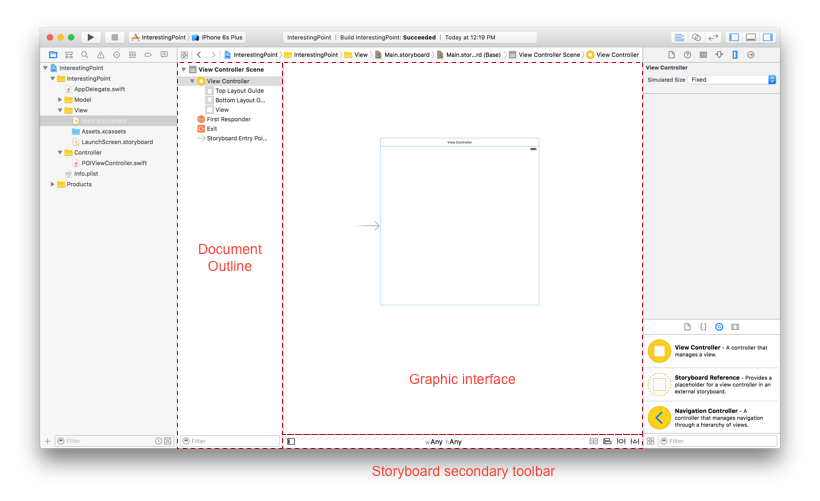 InterestingPoint
iPhone 6s Plus
InterestingPoint | Build InterestingPoint: Succeeded | Today at 12:19 PM
InterestingPoint
InterestingPoint
View
Main.storyboard
Main.stor...rd (Base)
View Controller Scene
View Controller
InterestingPoint
InterestingPoint
AppDelegate.swift
Model
View
Main.storyboard
Assets.xcassets
LaunchScreen.storyboard
Controller
POIViewController.swift
Info.plist
Products
Filter
View Controller Scene
View Controller
Top Layout Guide
Bottom Layout G...
View
First Responder
Exit
Storyboard Entry Poi...
Document
Outline
Filter
View Controller
Graphic interface
wAny hAny
Storyboard secondary toolbar
View Controller
Simulated Size Fixed
View Controller - A controller that
manages a view.
Storyboard Reference - Provides a
placeholder for a view controller in an
external storyboard.
Navigation Controller - A
controller that manages navigation
through a hierarchy of views.
Filter